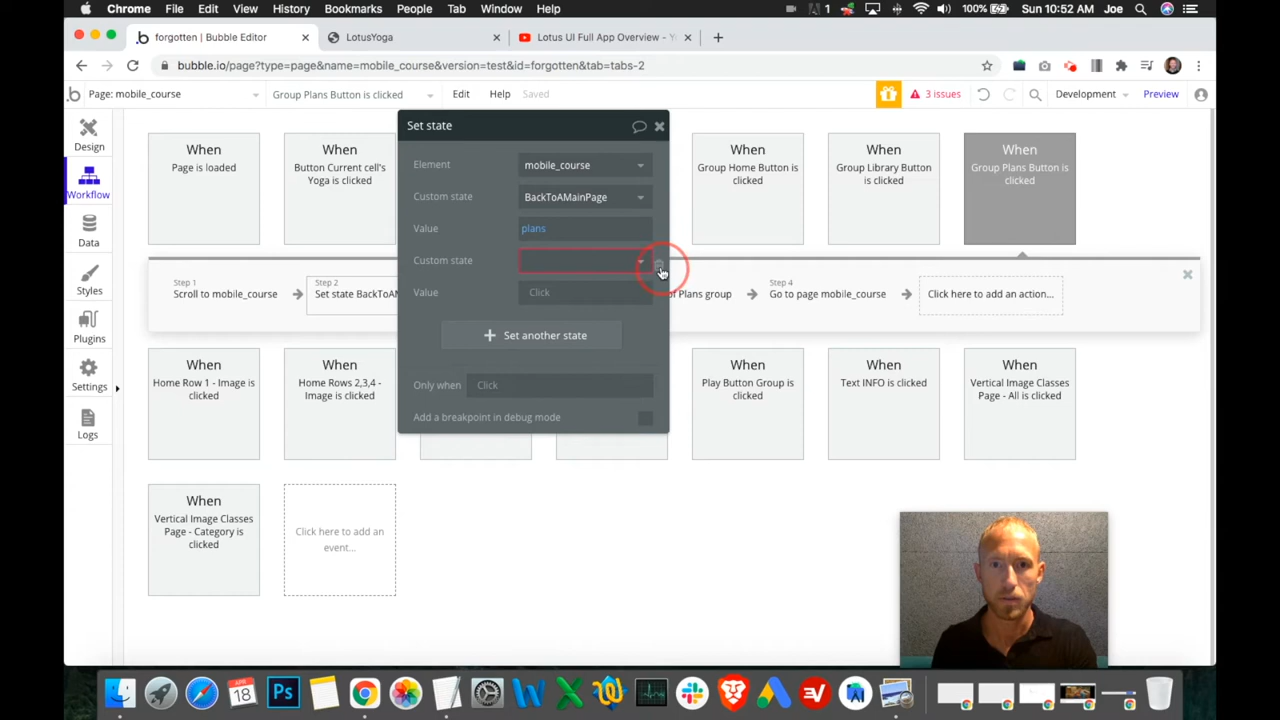 Chrome File Edit View History Bookmarks People Tab Window Help 1 100% Sun 10:52 AM Joe
forgotten | Bubble Editor
LotusYoga
Lotus UI Full App Overview - Y
bubble.io/page?type=page&name=mobile_course&version=test&id=forgotten&tab=tabs-2
Page: mobile_course
Group Plans Button is clicked
Edit
Help
Saved
3 issues
Development
Preview
Design
Workflow
Data
Styles
Plugins
Settings
Logs
When
Page is loaded
When
Button Current cell's
Yoga is clicked
When
Group Home Button is
clicked
When
Group Library Button
is clicked
When
Group Plans Button is
clicked
Set state
Element
mobile_course
Custom state
BackToAMainPage
Value
plans
Custom state
Value
Click
Set another state
Only when
Click
Add a breakpoint in debug mode
Step 1
Scroll to mobile_course
Step 2
Set state BackToAM
of Plans group
Step 4
Go to page mobile_course
Click here to add an action...
When
Home Row 1 - Image is
clicked
When
Home Rows 2,3,4 -
Image is clicked
When
Play Button Group is
clicked
When
Text INFO is clicked
When
Vertical Image Classes
Page - All is clicked
When
Vertical Image Classes
Page - Category is
clicked
Click here to add an
event...
APR
18
Ps